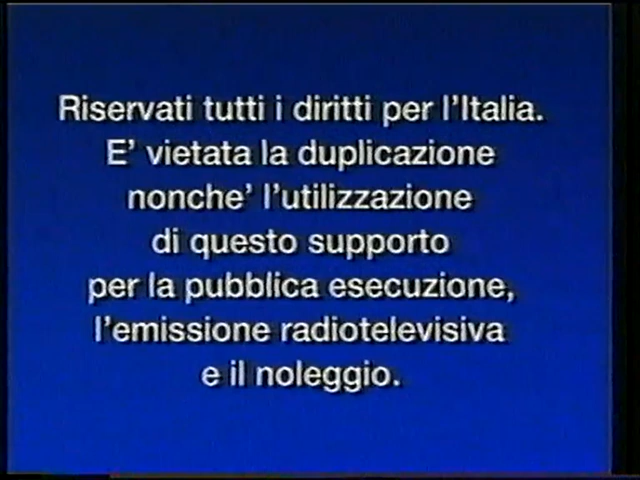 Riservati tutti i diritti per l'Italia.
E' vietata la duplicazione
nonche' l'utilizzazione
di questo supporto
per la pubblica esecuzione,
l'emissione radiotelevisiva
e il noleggio.